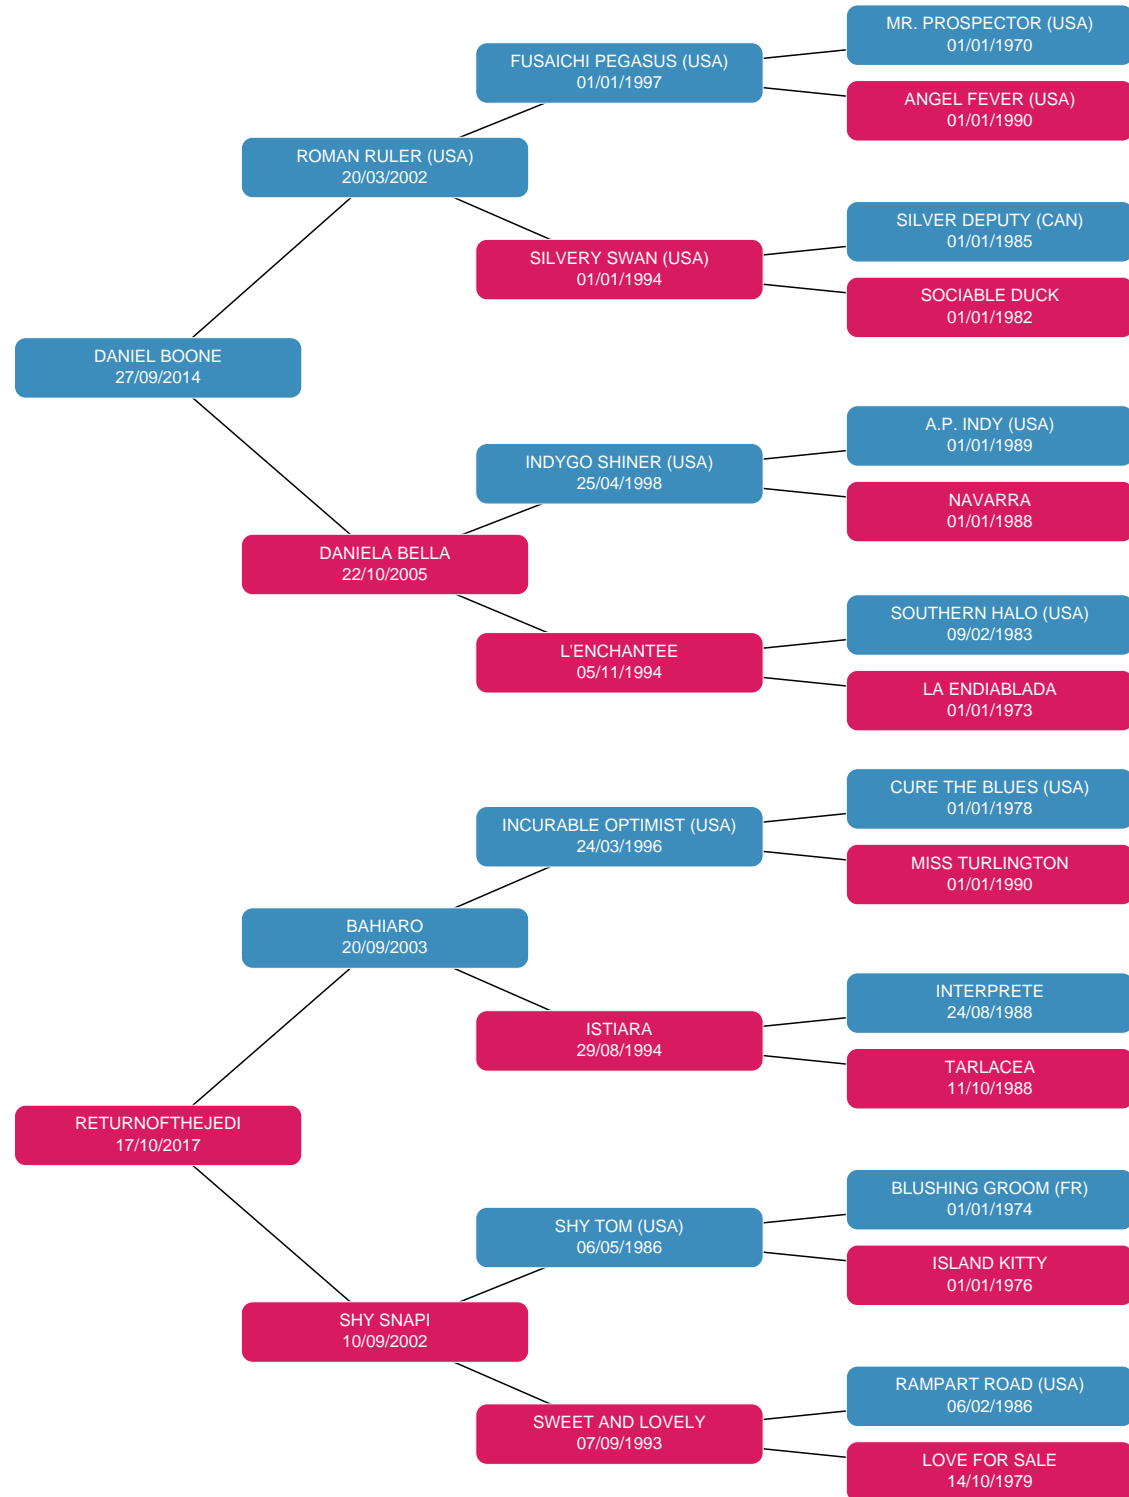 MR. PROSPECTOR (USA)
01/01/1970
FUSAICHI PEGASUS (USA)
01/01/1997
ANGEL FEVER (USA)
01/01/1990
ROMAN RULER (USA)
20/03/2002
SILVER DEPUTY (CAN)
01/01/1985
SILVERY SWAN (USA)
01/01/1994
SOCIABLE DUCK
01/01/1982
DANIEL BOONE
27/09/2014
A.P. INDY (USA)
01/01/1989
INDYGO SHINER (USA)
25/04/1998
NAVARRA
01/01/1988
DANIELA BELLA
22/10/2005
SOUTHERN HALO (USA)
09/02/1983
L'ENCHANTEE
05/11/1994
LA ENDIABLADA
01/01/1973
CURE THE BLUES (USA)
01/01/1978
INCURABLE OPTIMIST (USA)
24/03/1996
MISS TURLINGTON
01/01/1990
BAHIARO
20/09/2003
INTERPRETE
24/08/1988
ISTIARA
29/08/1994
TARLACEA
11/10/1988
RETURNOFTHEJEDI
17/10/2017
BLUSHING GROOM (FR)
01/01/1974
SHY TOM (USA)
06/05/1986
ISLAND KITTY
01/01/1976
SHY SNAPI
10/09/2002
RAMPART ROAD (USA)
06/02/1986
SWEET AND LOVELY
07/09/1993
LOVE FOR SALE
14/10/1979